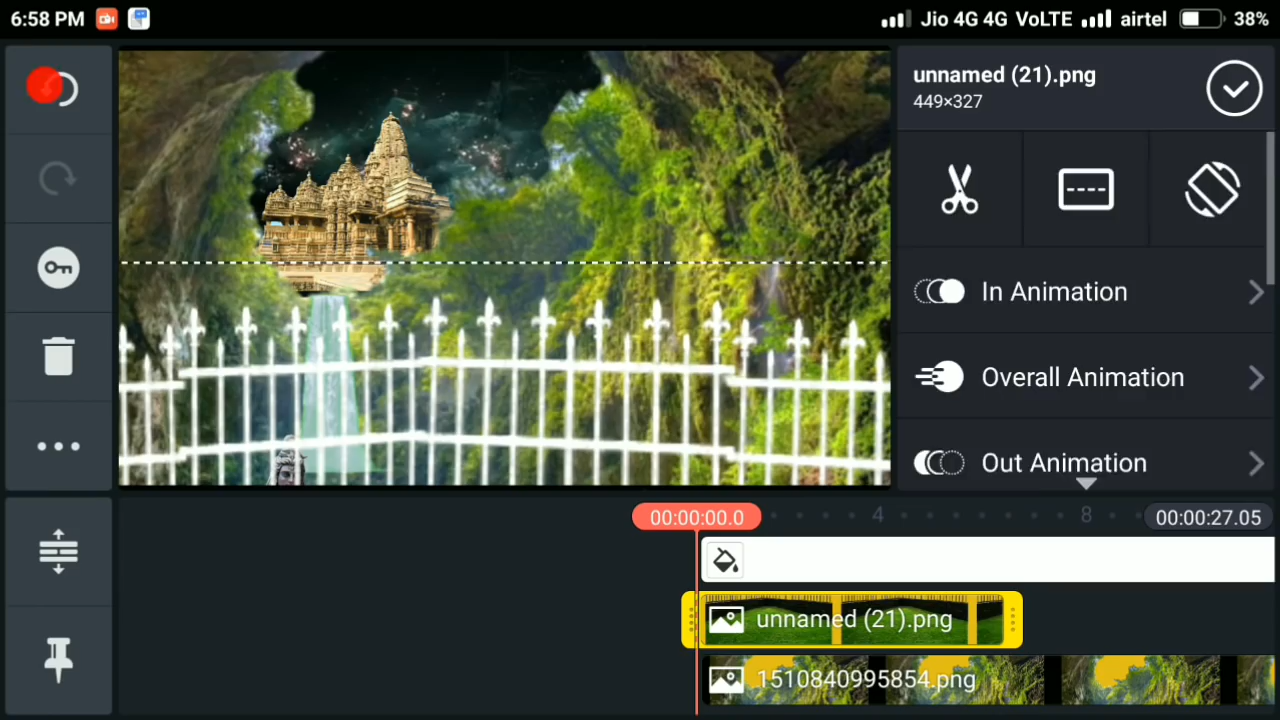 6:58 PM
Jio 4G 4G VoLTE airtel 38%
unnamed (21).png
449×327
In Animation
Overall Animation
Out Animation
00:00:00.0 4 8 00:00:27.05
unnamed (21).png
1510840995854.png